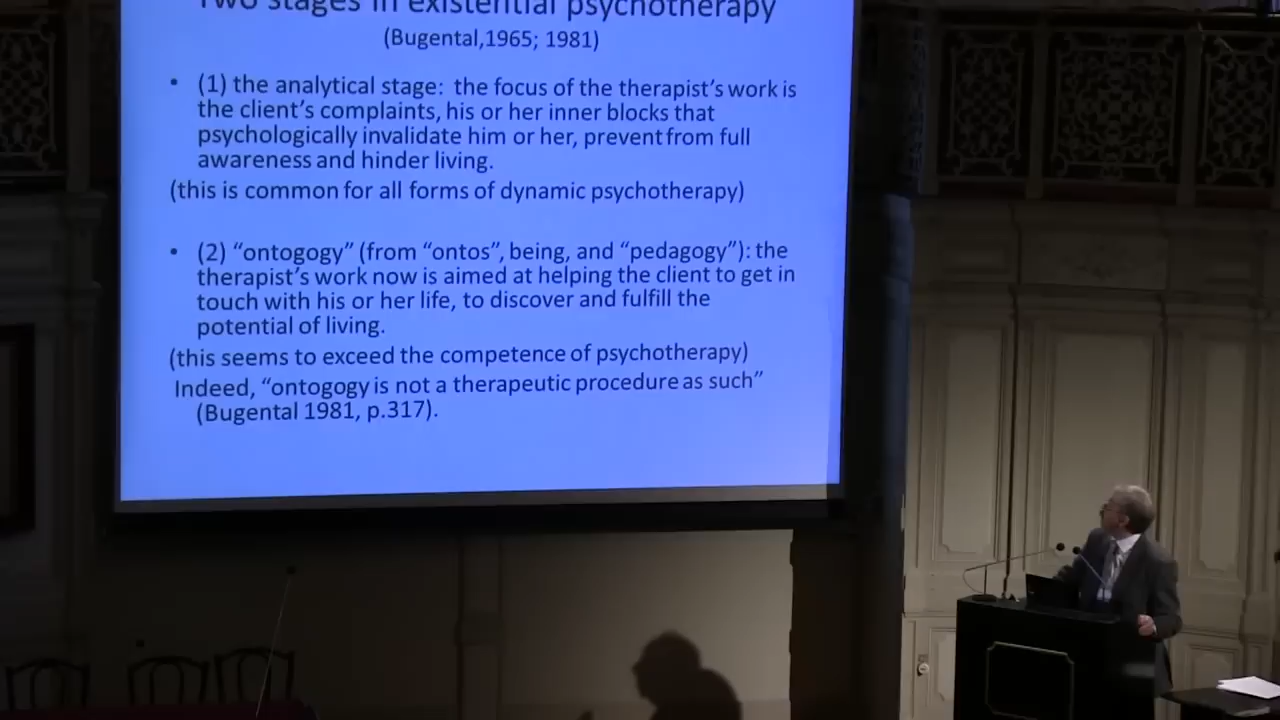 Two stages in existential psychotherapy
(Bugental,1965; 1981)
• (1) the analytical stage: the focus of the therapist's work is
the client's complaints, his or her inner blocks that
psychologically invalidate him or her, prevent from full
awareness and hinder living.
(this is common for all forms of dynamic psychotherapy)
• (2) “ontogogy” (from “ontos”, being, and “pedagogy”): the
therapist's work now is aimed at helping the client to get in
touch with his or her life, to discover and fulfill the
potential of living.
(this seems to exceed the competence of psychotherapy)
Indeed, “ontogogy is not a therapeutic procedure as such”
(Bugental 1981, p.317).